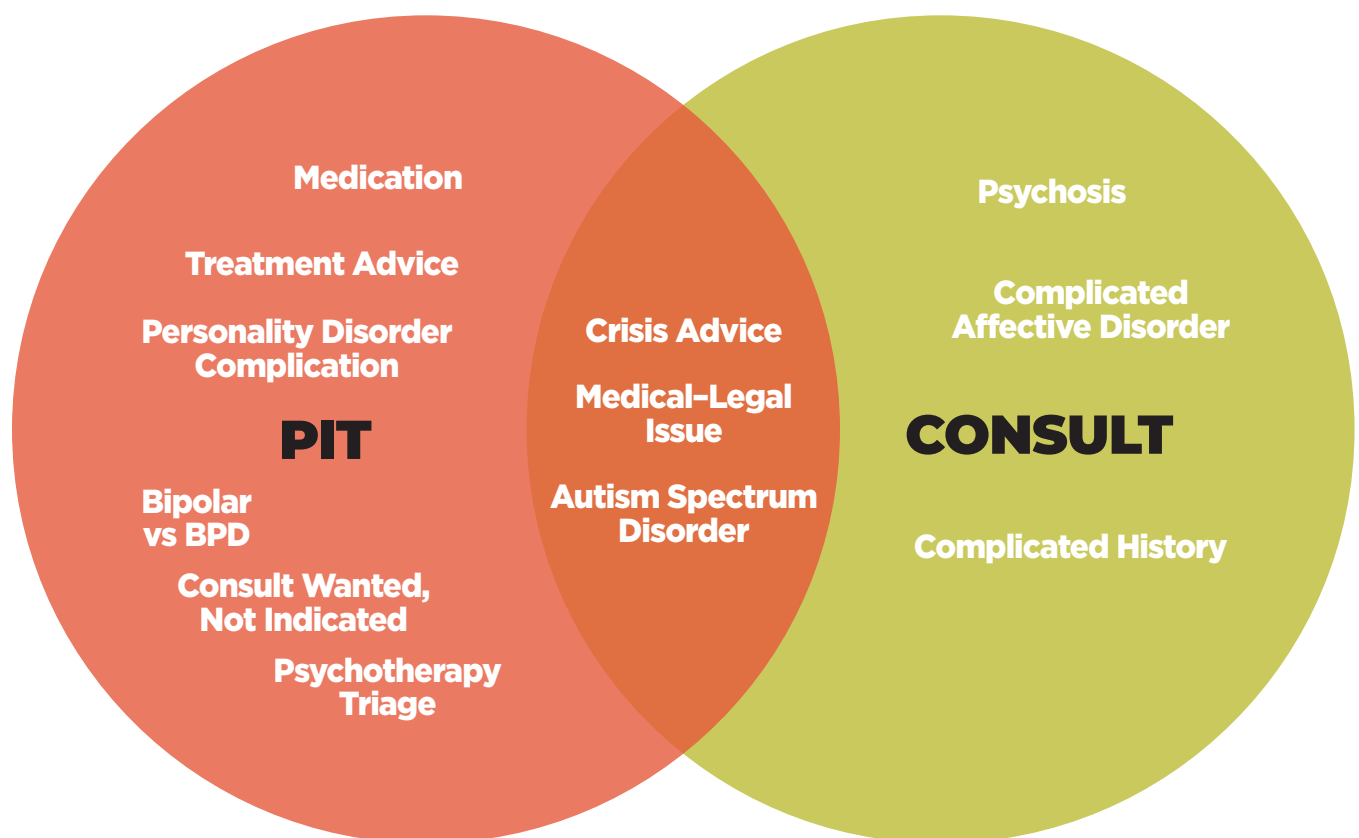 Medication
Treatment Advice
Personality Disorder
Complication
PIT
Bipolar
vs BPD
Consult Wanted,
Not Indicated
Psychotherapy
Triage
Crisis Advice
Medical–Legal
Issue
Autism Spectrum
Disorder
Psychosis
Complicated
Affective Disorder
CONSULT
Complicated History